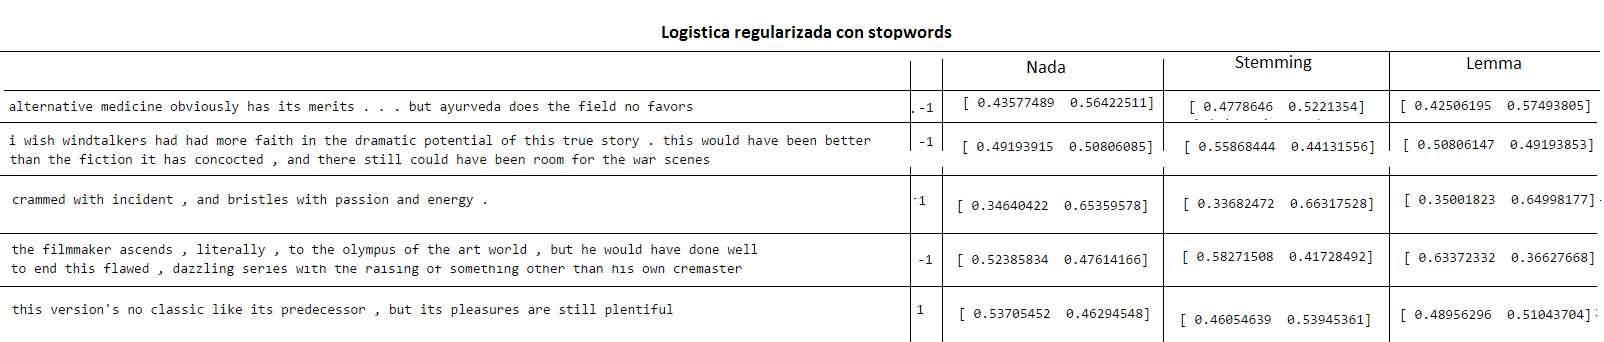 Logistica regularizada con stopwords
Nada Stemming Lemma
alternative medicine obviously has its merits . . . but ayurveda does the field no favors . -1 [ 0.43577489 0.56422511] [ 0.4778646 0.5221354] [ 0.42506195 0.57493805]
i wish windtalkers had had more faith in the dramatic potential of this true story . this would have been better -1 [ 0.49193915 0.50806085] [ 0.55868444 0.44131556] [ 0.50806147 0.49193853]
than the fiction it has concocted , and there still could have been room for the war scenes
crammed with incident , and bristles with passion and energy . 1 [ 0.34640422 0.65359578] [ 0.33682472 0.66317528] [ 0.35001823 0.64998177]
the filmmaker ascends , literally , to the olympus of the art world , but he would have done well -1 [ 0.52385834 0.47614166] [ 0.58271508 0.41728492] [ 0.63372332 0.36627668]
to end this flawed , dazzling series with the raising of something other than his own cremaster
this version's no classic like its predecessor , but its pleasures are still plentiful 1 [ 0.53705452 0.46294548] [ 0.46054639 0.53945361] [ 0.48956296 0.51043704]